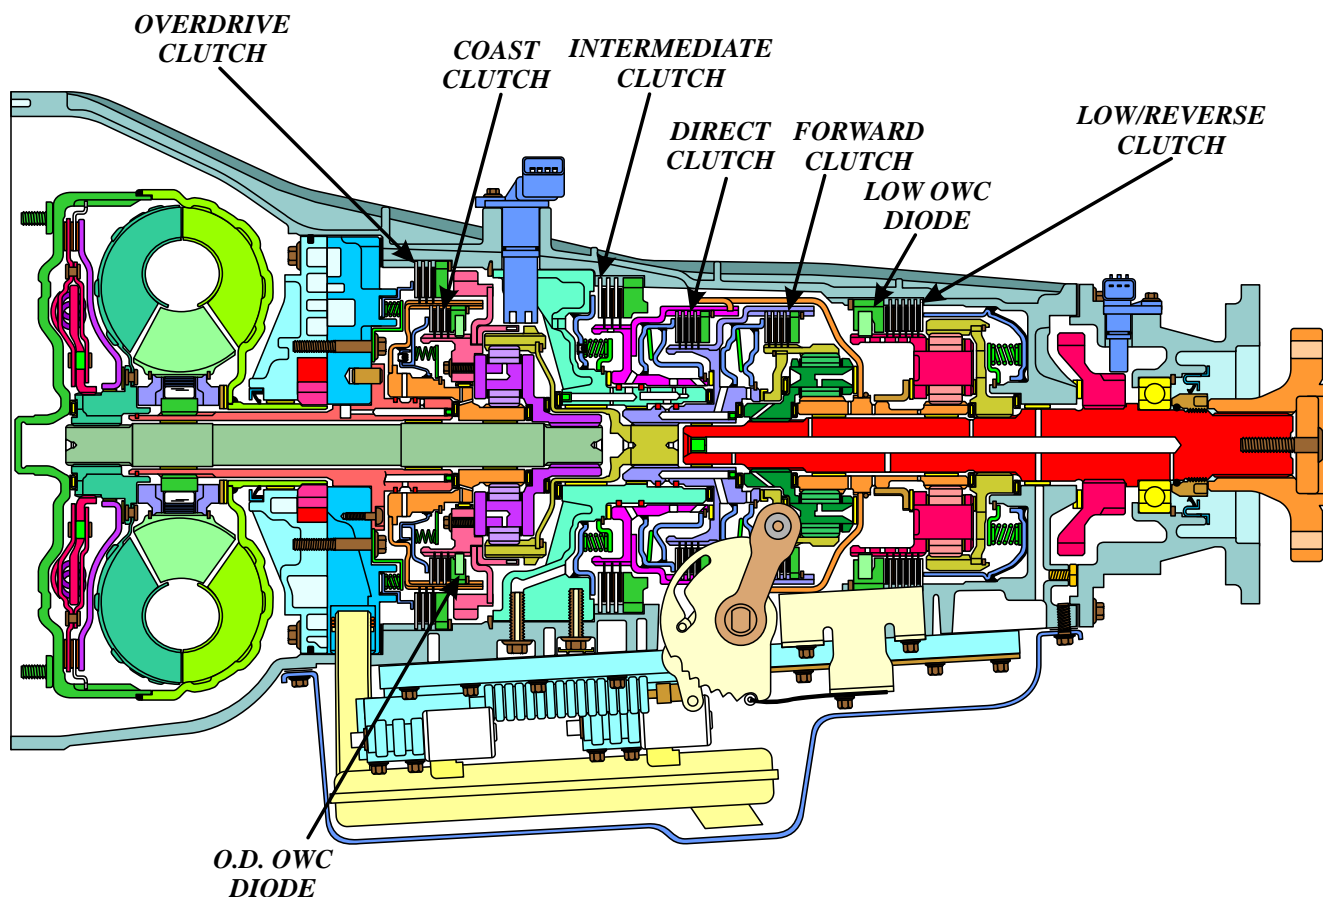 OVERDRIVE
CLUTCH
COAST
CLUTCH
INTERMEDIATE
CLUTCH
DIRECT
CLUTCH
FORWARD
CLUTCH
LOW OWC
DIODE
LOW/REVERSE
CLUTCH
O.D. OWC
DIODE